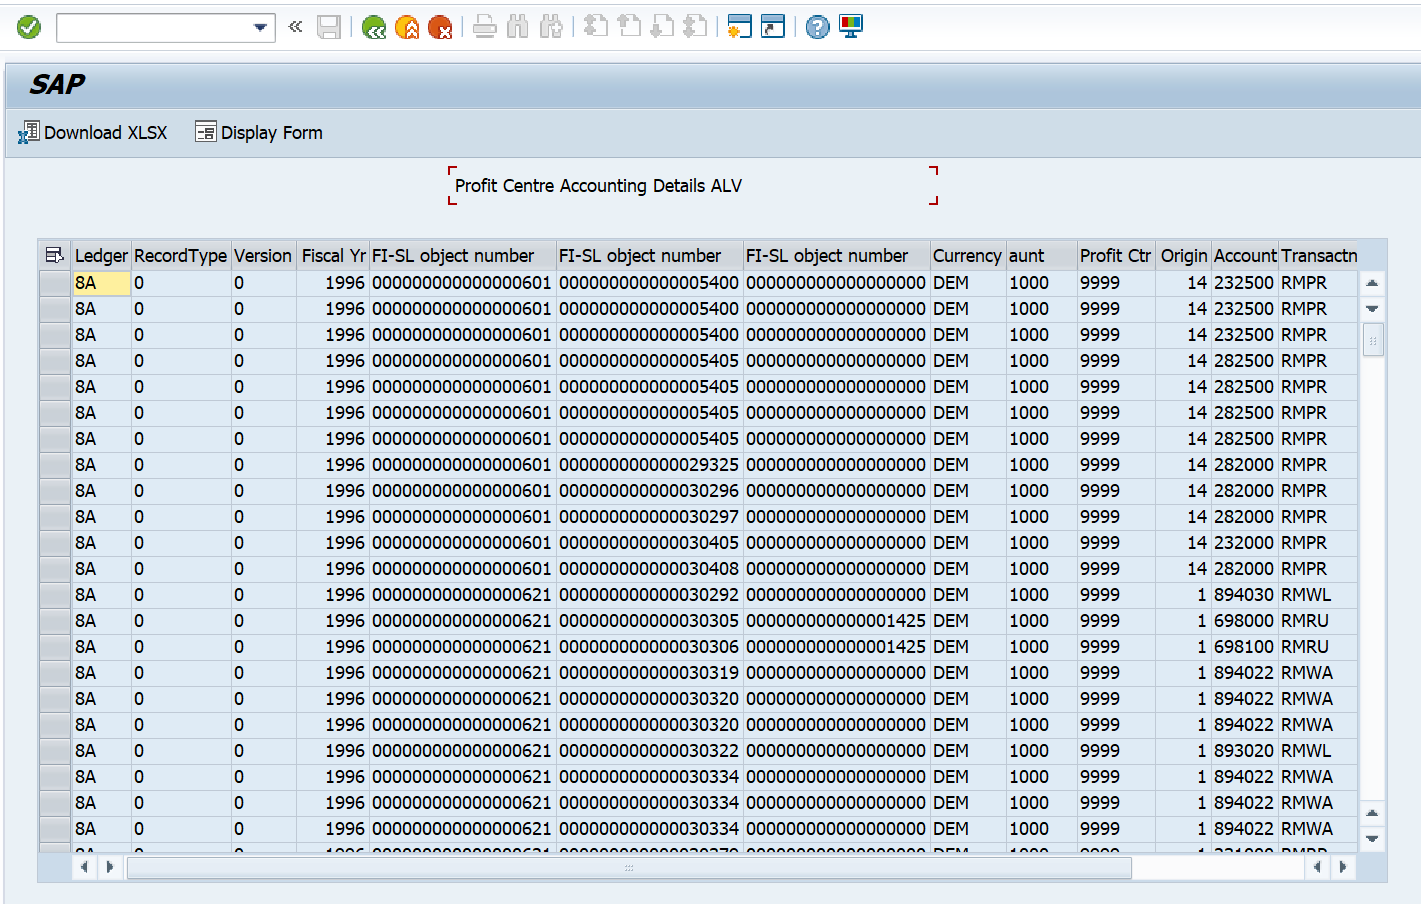 SAP
Download XLSX Display Form
Profit Centre Accounting Details ALV
Ledger RecordType Version Fiscal Yr FI-SL object number FI-SL object number FI-SL object number Currency aunt Profit Ctr Origin Account Transactn
8A 0 0 1996 000000000000000601 000000000000005400 000000000000000000 DEM 1000 9999 14 232500 RMPR
8A 0 0 1996 000000000000000601 000000000000005400 000000000000000000 DEM 1000 9999 14 232500 RMPR
8A 0 0 1996 000000000000000601 000000000000005400 000000000000000000 DEM 1000 9999 14 232500 RMPR
8A 0 0 1996 000000000000000601 000000000000005405 000000000000000000 DEM 1000 9999 14 282500 RMPR
8A 0 0 1996 000000000000000601 000000000000005405 000000000000000000 DEM 1000 9999 14 282500 RMPR
8A 0 0 1996 000000000000000601 000000000000005405 000000000000000000 DEM 1000 9999 14 282500 RMPR
8A 0 0 1996 000000000000000601 000000000000005405 000000000000000000 DEM 1000 9999 14 282500 RMPR
8A 0 0 1996 000000000000000601 000000000000029325 000000000000000000 DEM 1000 9999 14 282000 RMPR
8A 0 0 1996 000000000000000601 000000000000030296 000000000000000000 DEM 1000 9999 14 282000 RMPR
8A 0 0 1996 000000000000000601 000000000000030297 000000000000000000 DEM 1000 9999 14 282000 RMPR
8A 0 0 1996 000000000000000601 000000000000030405 000000000000000000 DEM 1000 9999 14 232000 RMPR
8A 0 0 1996 000000000000000601 000000000000030408 000000000000000000 DEM 1000 9999 14 282000 RMPR
8A 0 0 1996 000000000000000621 000000000000030292 000000000000000000 DEM 1000 9999 1 894030 RMWL
8A 0 0 1996 000000000000000621 000000000000030305 000000000000001425 DEM 1000 9999 1 698000 RMRU
8A 0 0 1996 000000000000000621 000000000000030306 000000000000001425 DEM 1000 9999 1 698100 RMRU
8A 0 0 1996 000000000000000621 000000000000030319 000000000000000000 DEM 1000 9999 1 894022 RMWA
8A 0 0 1996 000000000000000621 000000000000030320 000000000000000000 DEM 1000 9999 1 894022 RMWA
8A 0 0 1996 000000000000000621 000000000000030320 000000000000000000 DEM 1000 9999 1 894022 RMWA
8A 0 0 1996 000000000000000621 000000000000030322 000000000000000000 DEM 1000 9999 1 893020 RMWL
8A 0 0 1996 000000000000000621 000000000000030334 000000000000000000 DEM 1000 9999 1 894022 RMWA
8A 0 0 1996 000000000000000621 000000000000030334 000000000000000000 DEM 1000 9999 1 894022 RMWA
8A 0 0 1996 000000000000000621 000000000000030334 000000000000000000 DEM 1000 9999 1 894022 RMWA